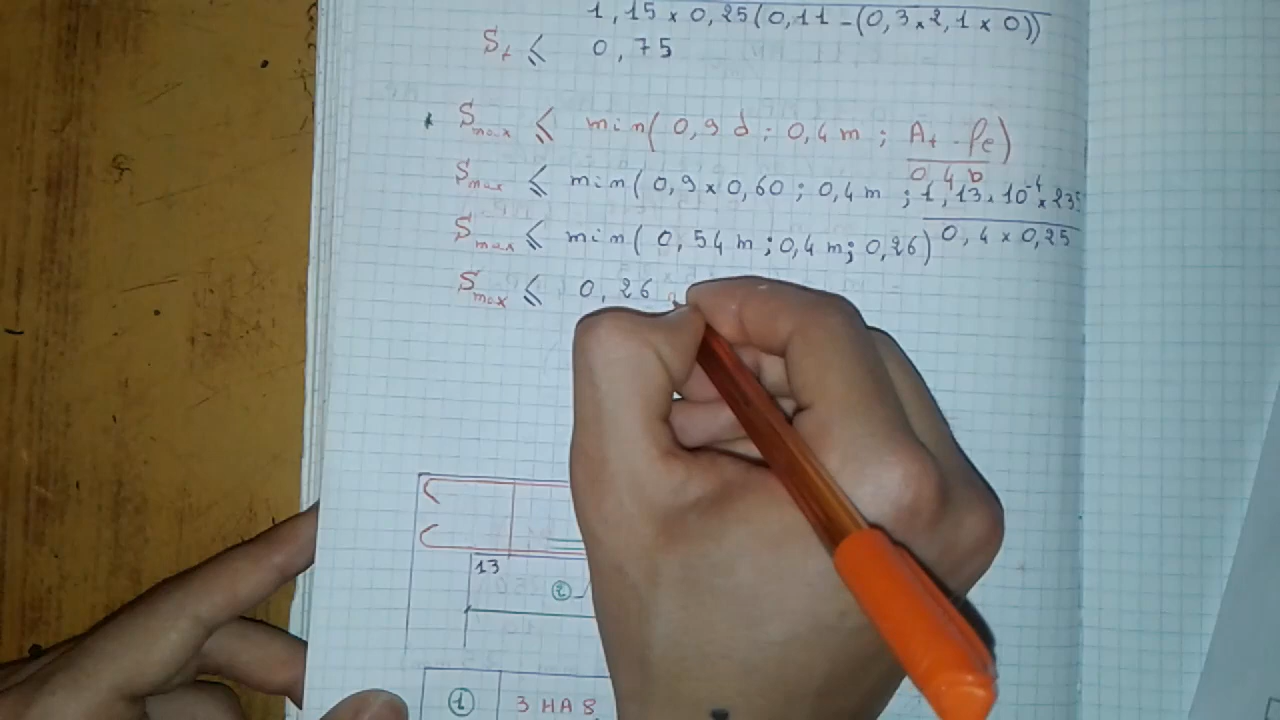 1,15 × 0,25(0,11 - (0,3 × 2,1 × 0))
St ⩽ 0,75
* Smax ⩽ min( 0,9 d ; 0,4 m ; At . fe )
0,4 b
Smax ⩽ min( 0,9 × 0,60 ; 0,4 m ; 1,13.10⁻⁴ × 235
0,4 × 0,25
Smax ⩽ min( 0,54 m ; 0,4 m ; 0,26)
Smax ⩽ 0,26
13
2
1 3 HA 8